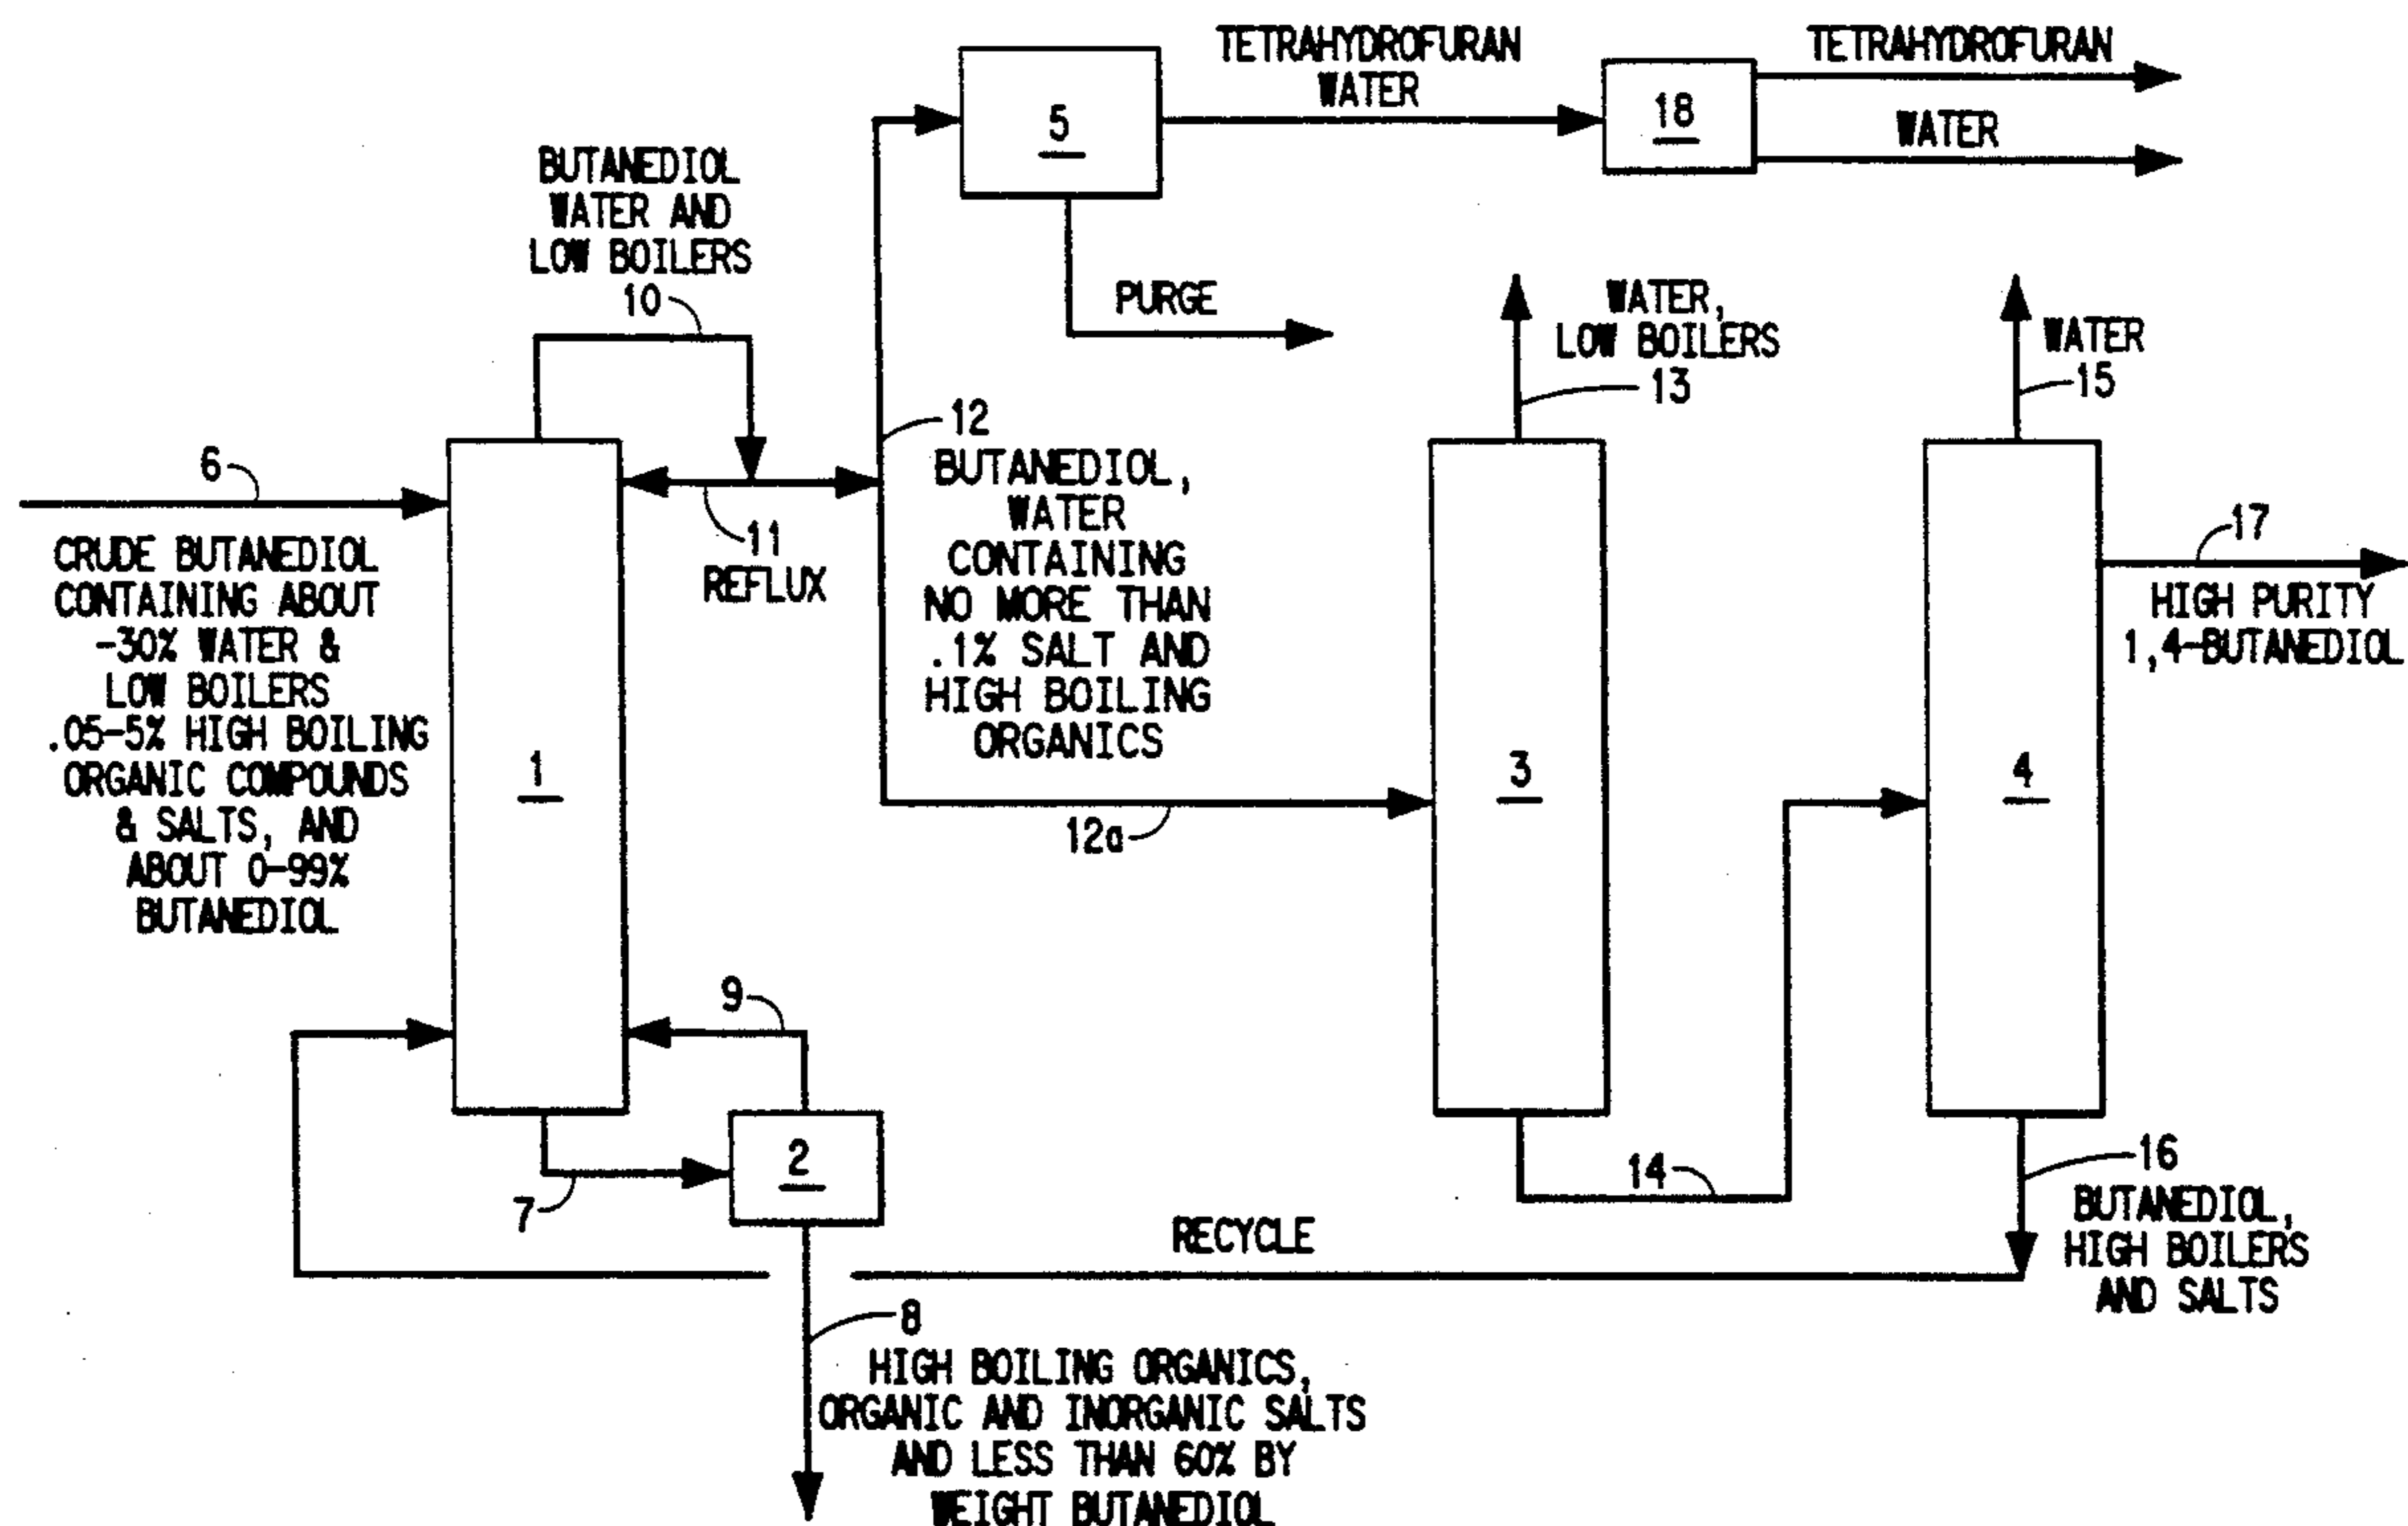 TETRAHYDROFURAN
WATER
TETRAHYDROFURAN
WATER
5
18
BUTANEDIOL
WATER AND
LOW BOILERS
10
PURGE
WATER,
LOW BOILERS
13
WATER
15
6
CRUDE BUTANEDIOL
CONTAINING ABOUT
-30% WATER &
LOW BOILERS
.05-5% HIGH BOILING
ORGANIC COMPOUNDS
& SALTS, AND
ABOUT 0-99%
BUTANEDIOL
1
11
REFLUX
12
BUTANEDIOL,
WATER
CONTAINING
NO MORE THAN
.1% SALT AND
HIGH BOILING
ORGANICS
12a
3
4
17
HIGH PURITY
1,4-BUTANEDIOL
9
2
7
14
16
BUTANEDIOL,
HIGH BOILERS
AND SALTS
RECYCLE
8
HIGH BOILING ORGANICS,
ORGANIC AND INORGANIC SALTS
AND LESS THAN 60% BY
WEIGHT BUTANEDIOL